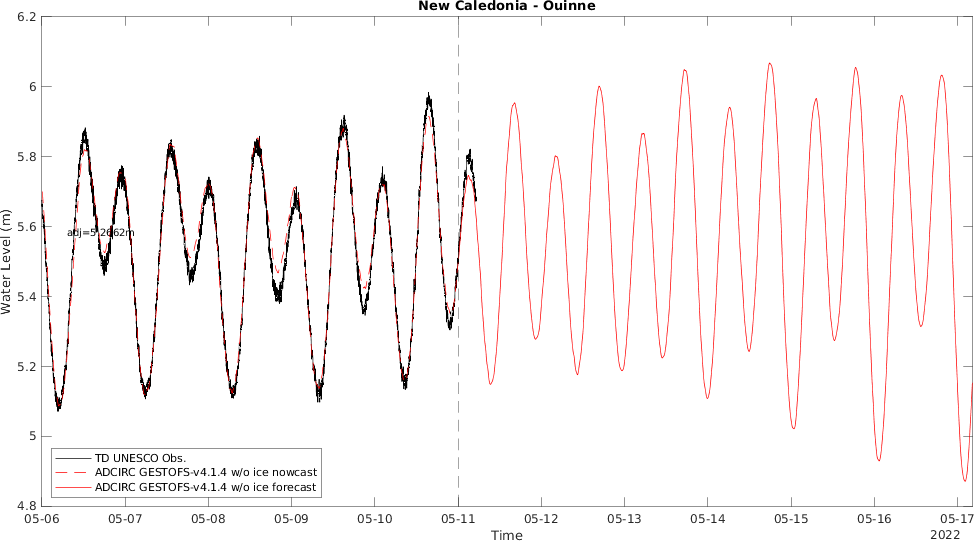 New Caledonia - Ouinne
6.2
6
5.8
5.6
5.4
5.2
5
4.8
Water Level (m)
adj=5.2662m
TD UNESCO Obs.
ADCIRC GESTOFS-v4.1.4 w/o ice nowcast
ADCIRC GESTOFS-v4.1.4 w/o ice forecast
05-06 05-07 05-08 05-09 05-10 05-11 05-12 05-13 05-14 05-15 05-16 05-17
Time
2022